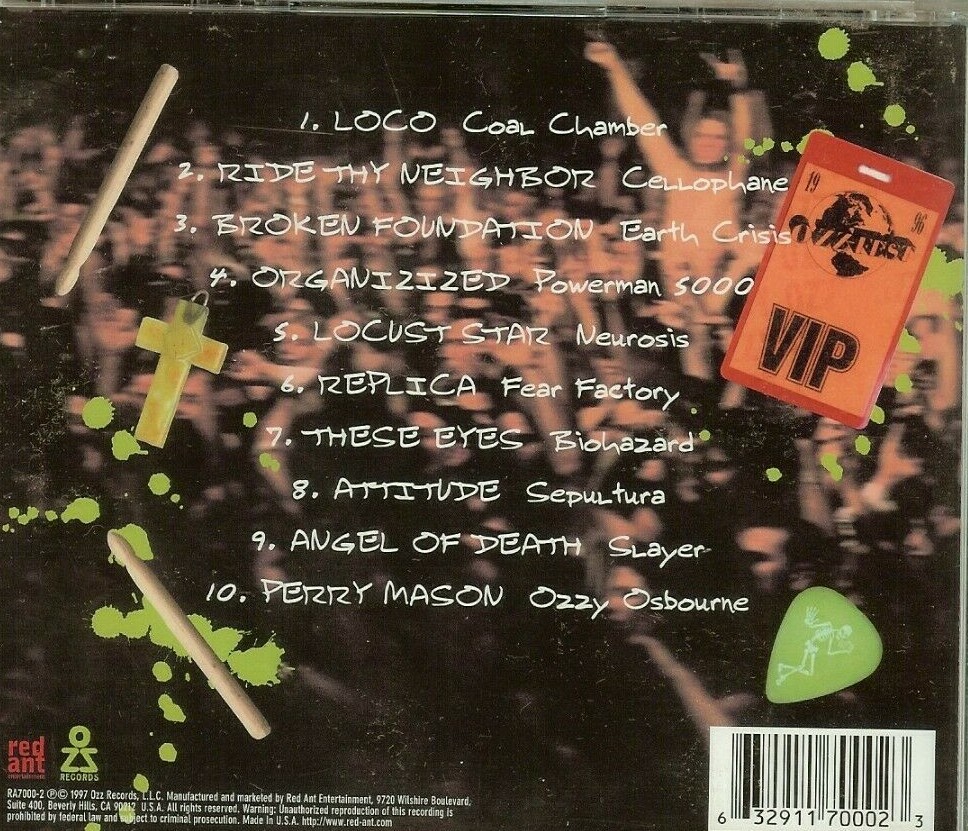 1. LOCO Coal Chamber
2. RIDE THY NEIGHBOR Cellophane
3. BROKEN FOUNDATION Earth Crisis
4. ORGANIZIZED Powerman 5000
5. LOCUST STAR Neurosis
6. REPLICA Fear Factory
7. THESE EYES Biohazard
8. ATTITUDE Sepultura
9. ANGEL OF DEATH Slayer
10. PERRY MASON Ozzy Osbourne
19 96
OZZFEST
VIP
red
ant
entertainment
OZZ
RECORDS
RA7000-2 ℗© 1997 Ozz Records, L.L.C. Manufactured and marketed by Red Ant Entertainment, 9720 Wilshire Boulevard,
Suite 400, Beverly Hills, CA 90212 U.S.A. All rights reserved. Warning: Unauthorized reproduction of this recording is
prohibited by federal law and subject to criminal prosecution. Made in U.S.A. http://www.red-ant.com
6 32911 70002 3